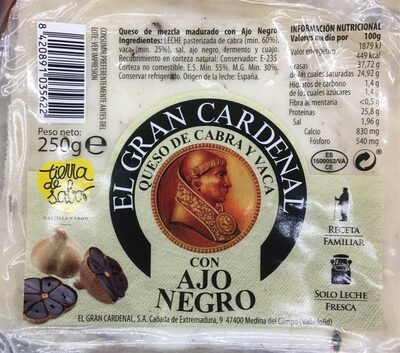 Queso de mezcla madurado con Ajo Negro
Ingredientes: LECHE pasterizada de cabra (min. 60%),
vaca (min. 25%), sal, ajo negro, fermento y cuajo.
Recubrimiento en corteza natural: Conservador: E-235
Corteza no comestible. E.S. Min. 55%. M.G. Min. 30%.
Conservar refrigerado. Origen de la leche: España.
INFORMACIÓN NUTRICIONAL
Valores medio por 100g
Valor energético 1879 kJ
449 kcal
Grasas 37,72 g
de las cuales saturadas 24,92 g
Hidratos de carbono 1,4 g
de los cuales azúcares 1,4 g
Fibra alimentaria <0,5 g
Proteínas 25,8 g
Sal 1,96 g
Calcio 830 mg
Fósforo 540 mg
8 420891 035622
CONSUMIR PREFERENTEMENTE ANTES DEL
LOTE: VER IMPRESIÓN
Peso neto:
250g e
tierra
de
sabor
CASTILLA Y LEÓN
EL GRAN CARDENAL
QUESO DE CABRA Y VACA
CON
AJO
NEGRO
ES
1500052/VA
CE
RECETA
FAMILIAR
SOLO LECHE
FRESCA
EL GRAN CARDENAL, S.A. Cañada de Extremadura, 9 47400 Medina del Campo (Valladolid)